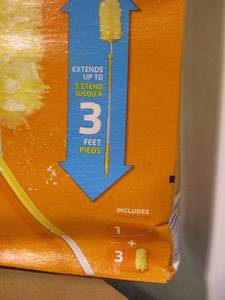 EXTENDS
UP TO
S'ÉTEND
JUSQU'À
3
FEET
PIEDS
INCLUDES
1
+
3